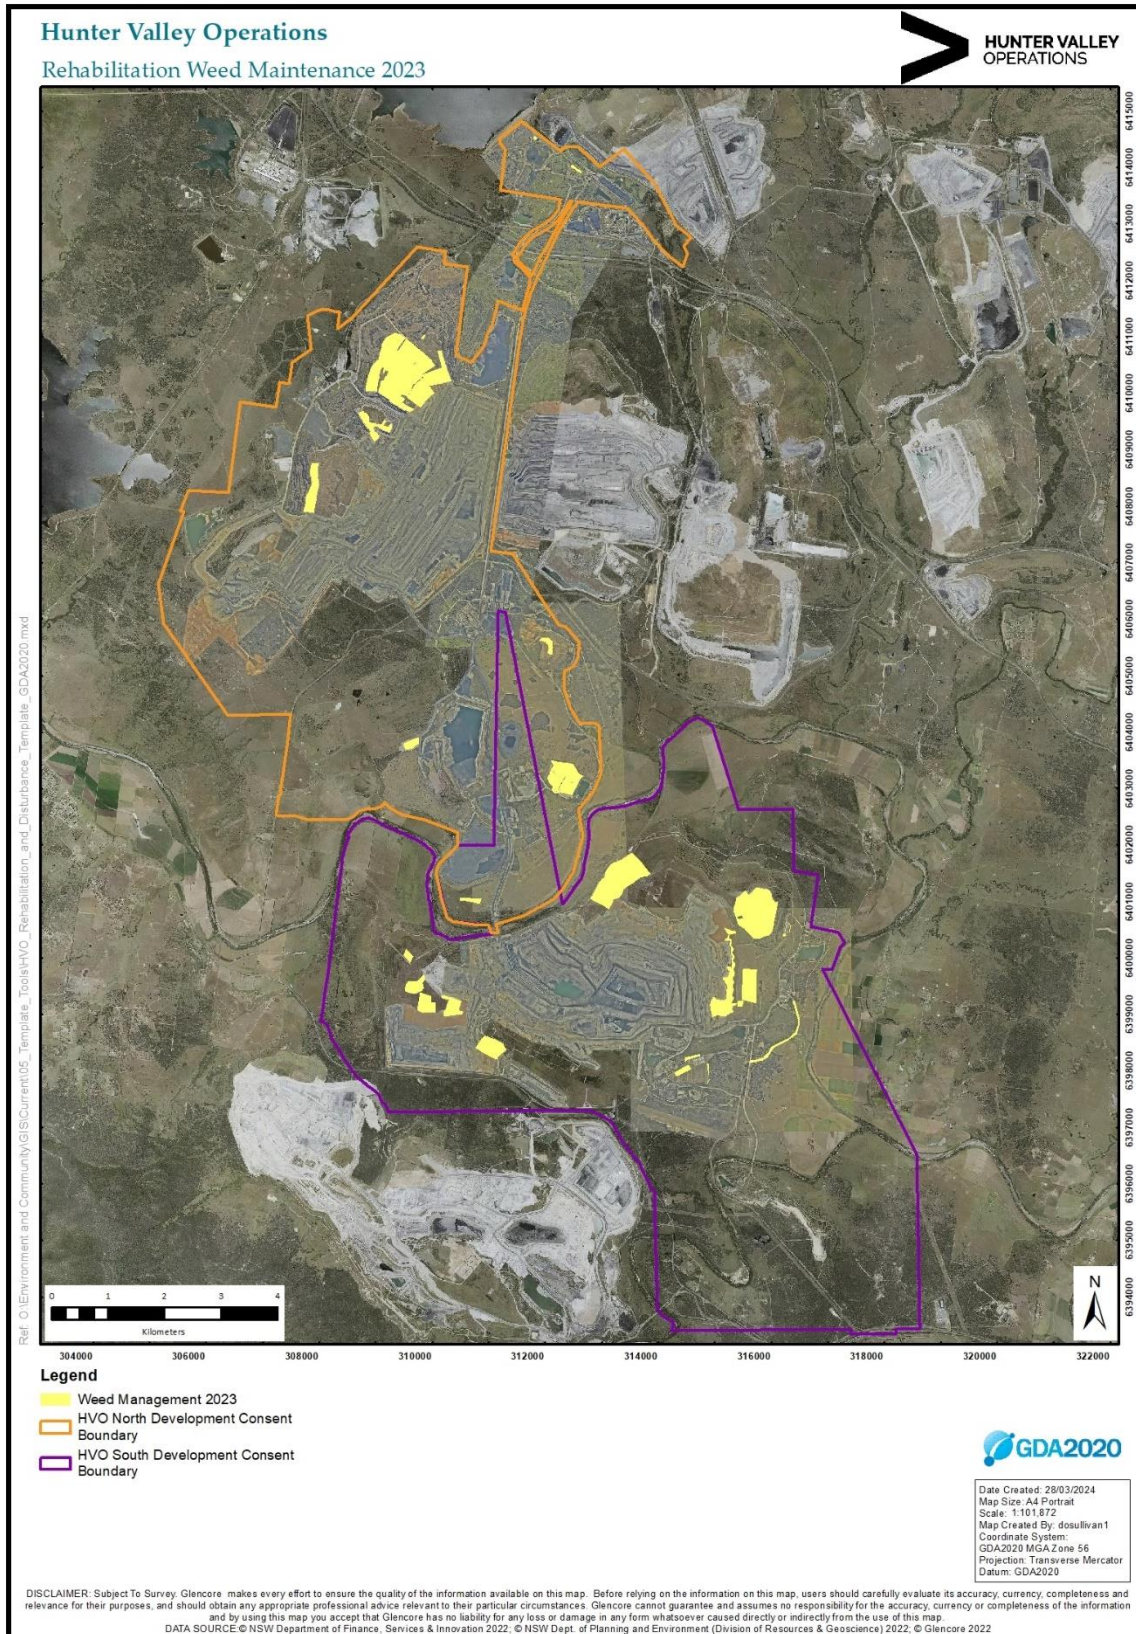 Hunter Valley Operations
Rehabilitation Weed Maintenance 2023
HUNTER VALLEY
OPERATIONS
6415000
6414000
6413000
6412000
6411000
6410000
6409000
6408000
6407000
6406000
6405000
6404000
6403000
6402000
6401000
6400000
6399000
6398000
6397000
6396000
6395000
6394000
Ref: O:\Environment and Community\GIS\Current\05_Template_Tools\HVO_Rehabilitation_and_Disturbance_Template_GDA2020.mxd
0 1 2 3 4
Kilometers
N
304000 306000 308000 310000 312000 314000 316000 318000 320000 322000
Legend
Weed Management 2023
HVO North Development Consent
Boundary
HVO South Development Consent
Boundary
GDA2020
Date Created: 28/03/2024
Map Size: A4 Portrait
Scale: 1:101,872
Map Created By: dosullivan1
Coordinate System:
GDA2020 MGA Zone 56
Projection: Transverse Mercator
Datum: GDA2020
DISCLAIMER: Subject To Survey. Glencore makes every effort to ensure the quality of the information available on this map. Before relying on the information on this map, users should carefully evaluate its accuracy, currency, completeness and
relevance for their purposes, and should obtain any appropriate professional advice relevant to their particular circumstances. Glencore cannot guarantee and assumes no responsibility for the accuracy, currency or completeness of the information
and by using this map you accept that Glencore has no liability for any loss or damage in any form whatsoever caused directly or indirectly from the use of this map.
DATA SOURCE:© NSW Department of Finance, Services & Innovation 2022; © NSW Dept. of Planning and Environment (Division of Resources & Geoscience) 2022; © Glencore 2022